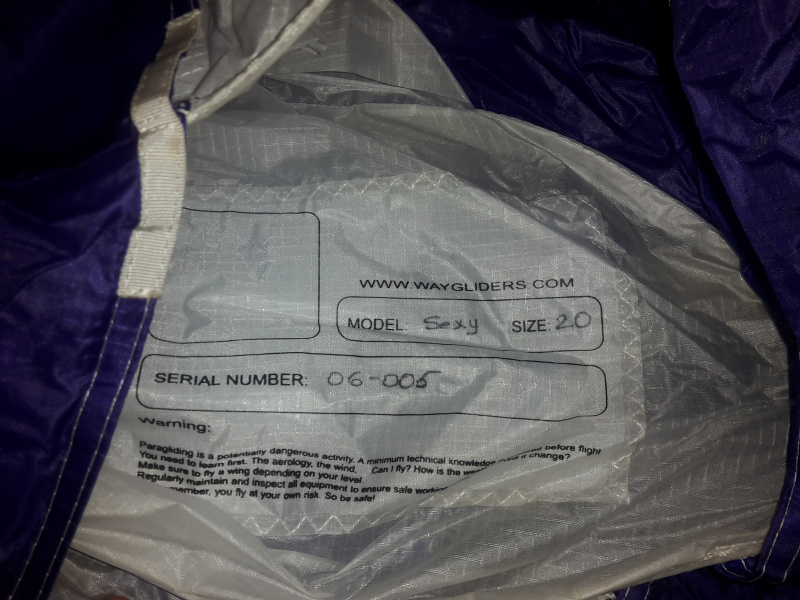 WWW.WAYGLIDERS.COM
MODEL: Sexy SIZE: 20
SERIAL NUMBER: 06-005
Warning:
Paragliding is a potentially dangerous activity. A minimum technical knowledge before flight
You need to learn first. The aerology, the wind, Can I fly? How is the it change?
Make sure to fly a wing depending on your level
Regularly maintain and inspect all equipment to ensure safe
you fly at your own risk. So be safe!